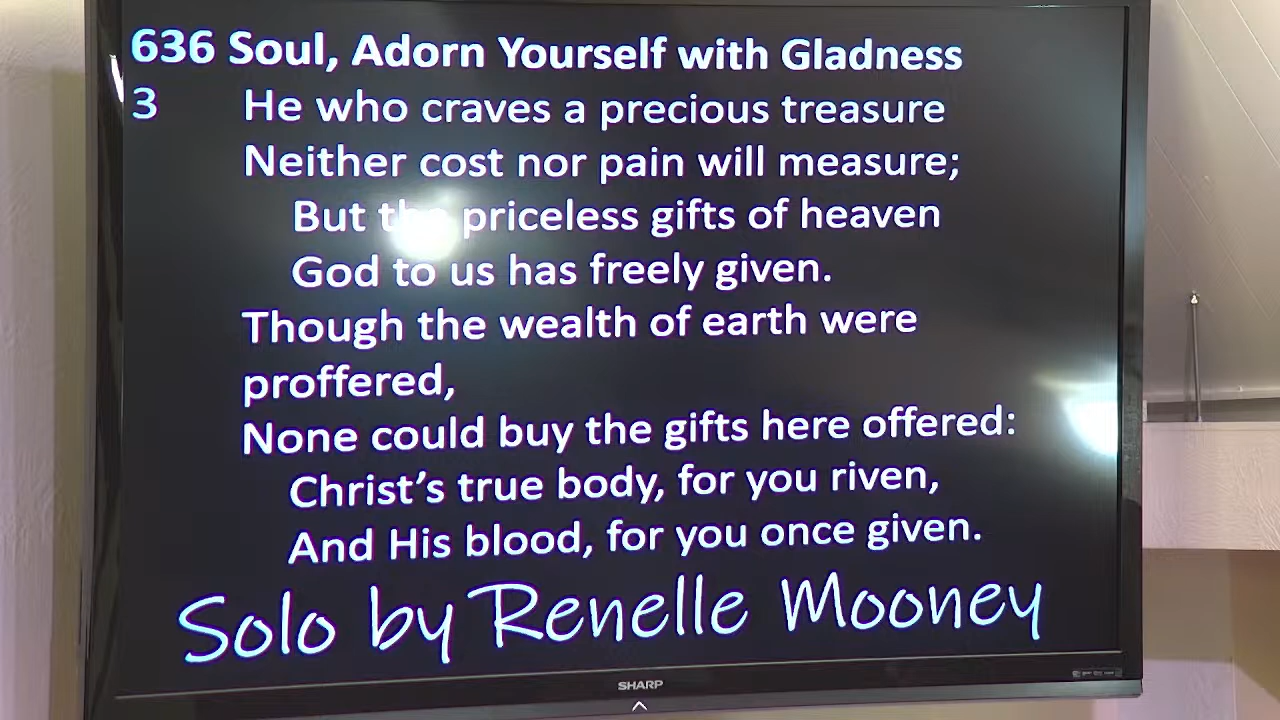 636 Soul, Adorn Yourself with Gladness
3 He who craves a precious treasure
Neither cost nor pain will measure;
But the priceless gifts of heaven
God to us has freely given.
Though the wealth of earth were
proffered,
None could buy the gifts here offered:
Christ’s true body, for you riven,
And His blood, for you once given.
Solo by Renelle Mooney
SHARP